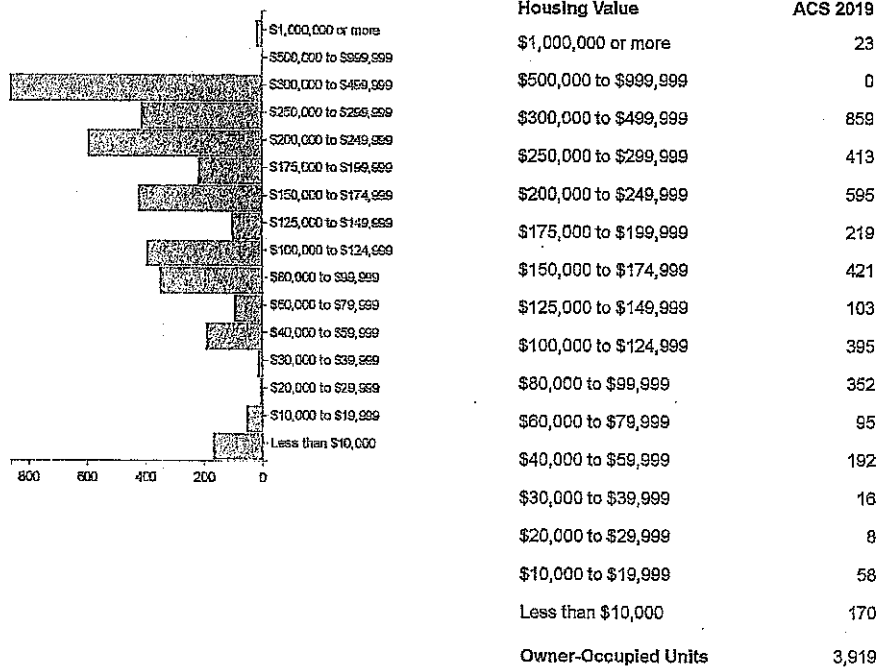 $1,000,000 or more
$500,000 to $999,999
$300,000 to $499,999
$250,000 to $299,999
$200,000 to $249,999
$175,000 to $199,999
$150,000 to $174,999
$125,000 to $149,999
$100,000 to $124,999
$80,000 to $99,999
$60,000 to $79,999
$40,000 to $59,999
$30,000 to $39,999
$20,000 to $29,999
$10,000 to $19,999
Less than $10,000
800 600 400 200 0
Housing Value ACS 2019
$1,000,000 or more 23
$500,000 to $999,999 0
$300,000 to $499,999 859
$250,000 to $299,999 413
$200,000 to $249,999 595
$175,000 to $199,999 219
$150,000 to $174,999 421
$125,000 to $149,999 103
$100,000 to $124,999 395
$80,000 to $99,999 352
$60,000 to $79,999 95
$40,000 to $59,999 192
$30,000 to $39,999 16
$20,000 to $29,999 8
$10,000 to $19,999 58
Less than $10,000 170
Owner-Occupied Units 3,919